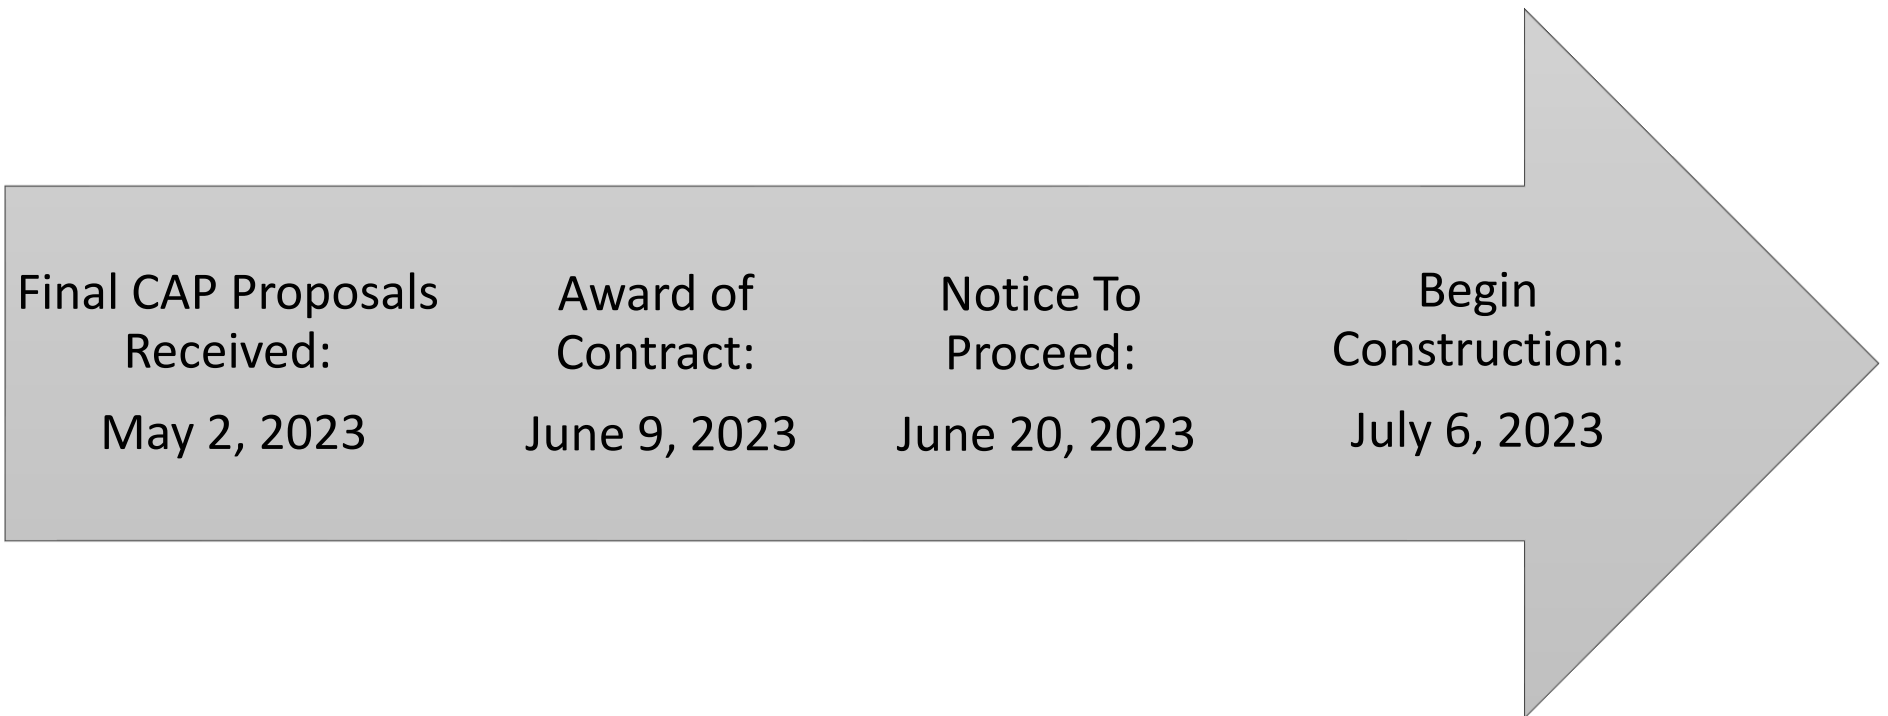 Final CAP Proposals
Received:
May 2, 2023
Award of
Contract:
June 9, 2023
Notice To
Proceed:
June 20, 2023
Begin
Construction:
July 6, 2023